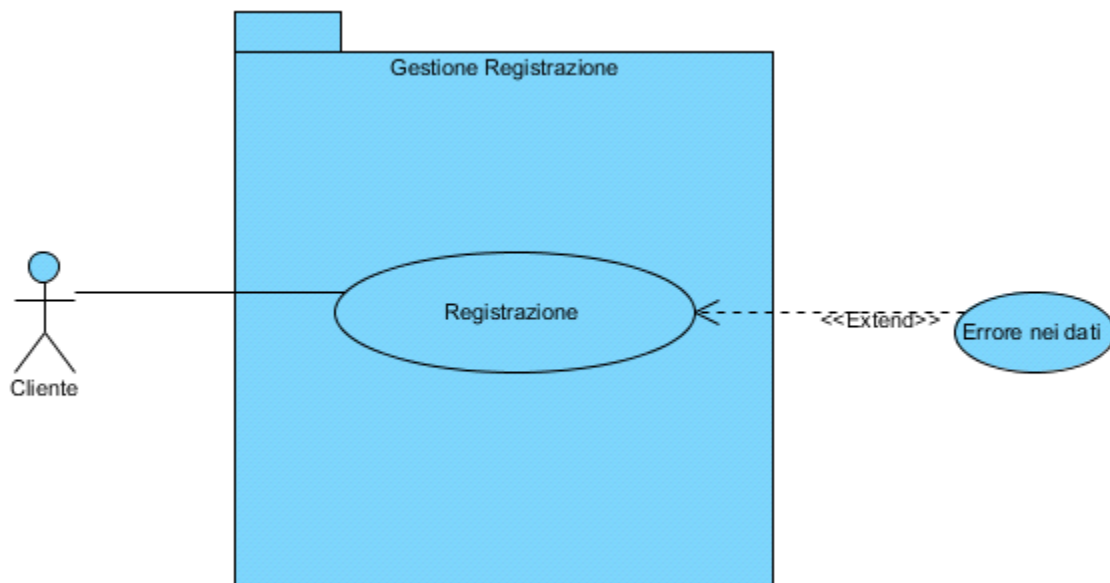 Gestione Registrazione
Registrazione
<<Extend>>
Errore nei dati
Cliente